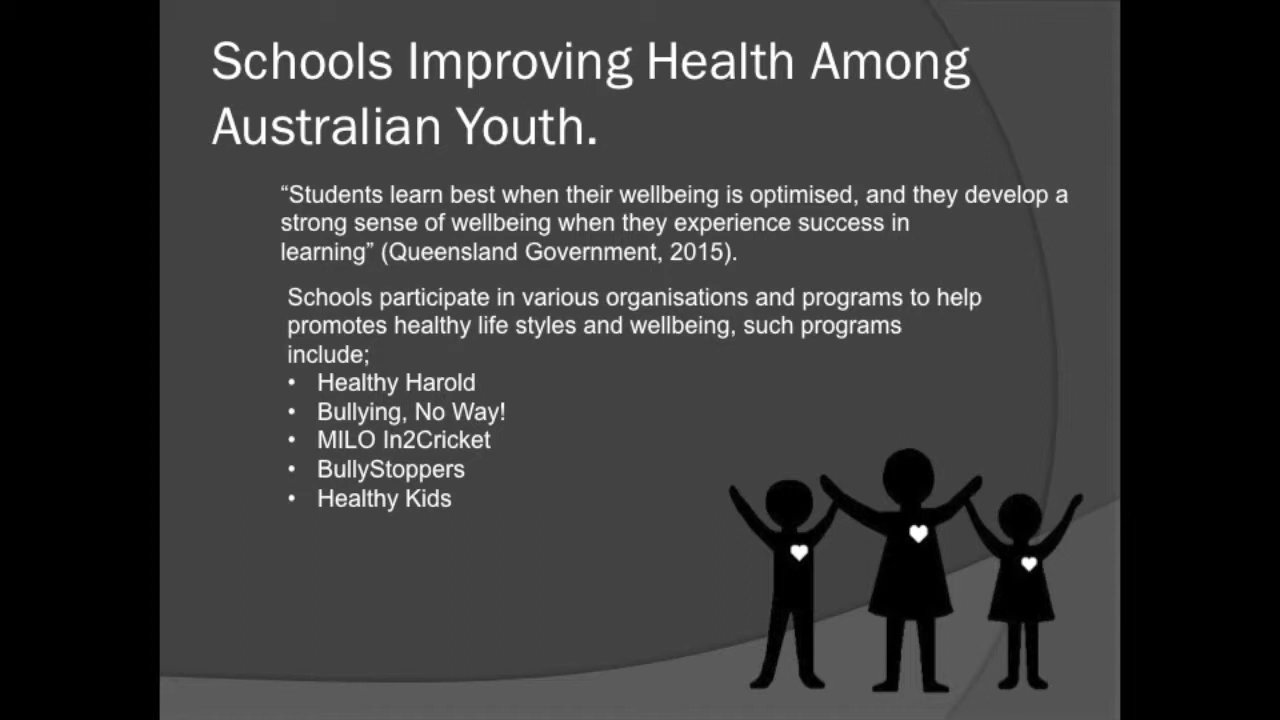 Schools Improving Health Among
Australian Youth.
“Students learn best when their wellbeing is optimised, and they develop a
strong sense of wellbeing when they experience success in
learning” (Queensland Government, 2015).
Schools participate in various organisations and programs to help
promotes healthy life styles and wellbeing, such programs
include;
• Healthy Harold
• Bullying, No Way!
• MILO In2Cricket
• BullyStoppers
• Healthy Kids